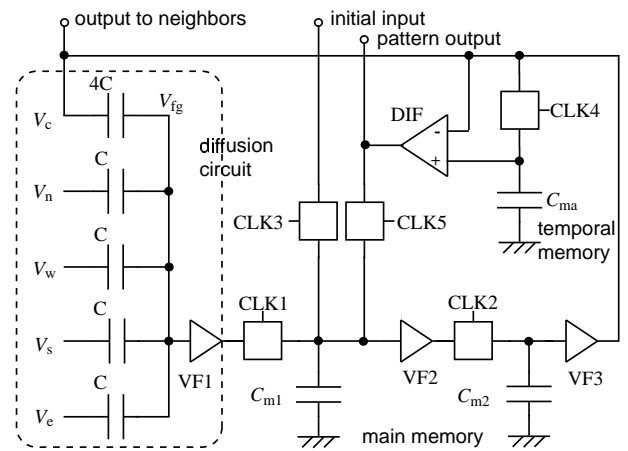 output to neighbors
initial input
pattern output
4C
Vfg
Vc
diffusion
circuit
DIF
-
+
CLK4
C
Vn
Cma
temporal
memory
CLK3
CLK5
C
Vw
C
Vs
CLK1
CLK2
VF1
VF2
VF3
C
Ve
Cm1
Cm2
main memory